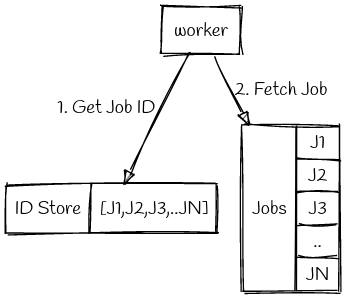 worker
1. Get Job ID
2. Fetch Job
ID Store
[J1,J2,J3,..JN]
Jobs
J1
J2
J3
..
JN